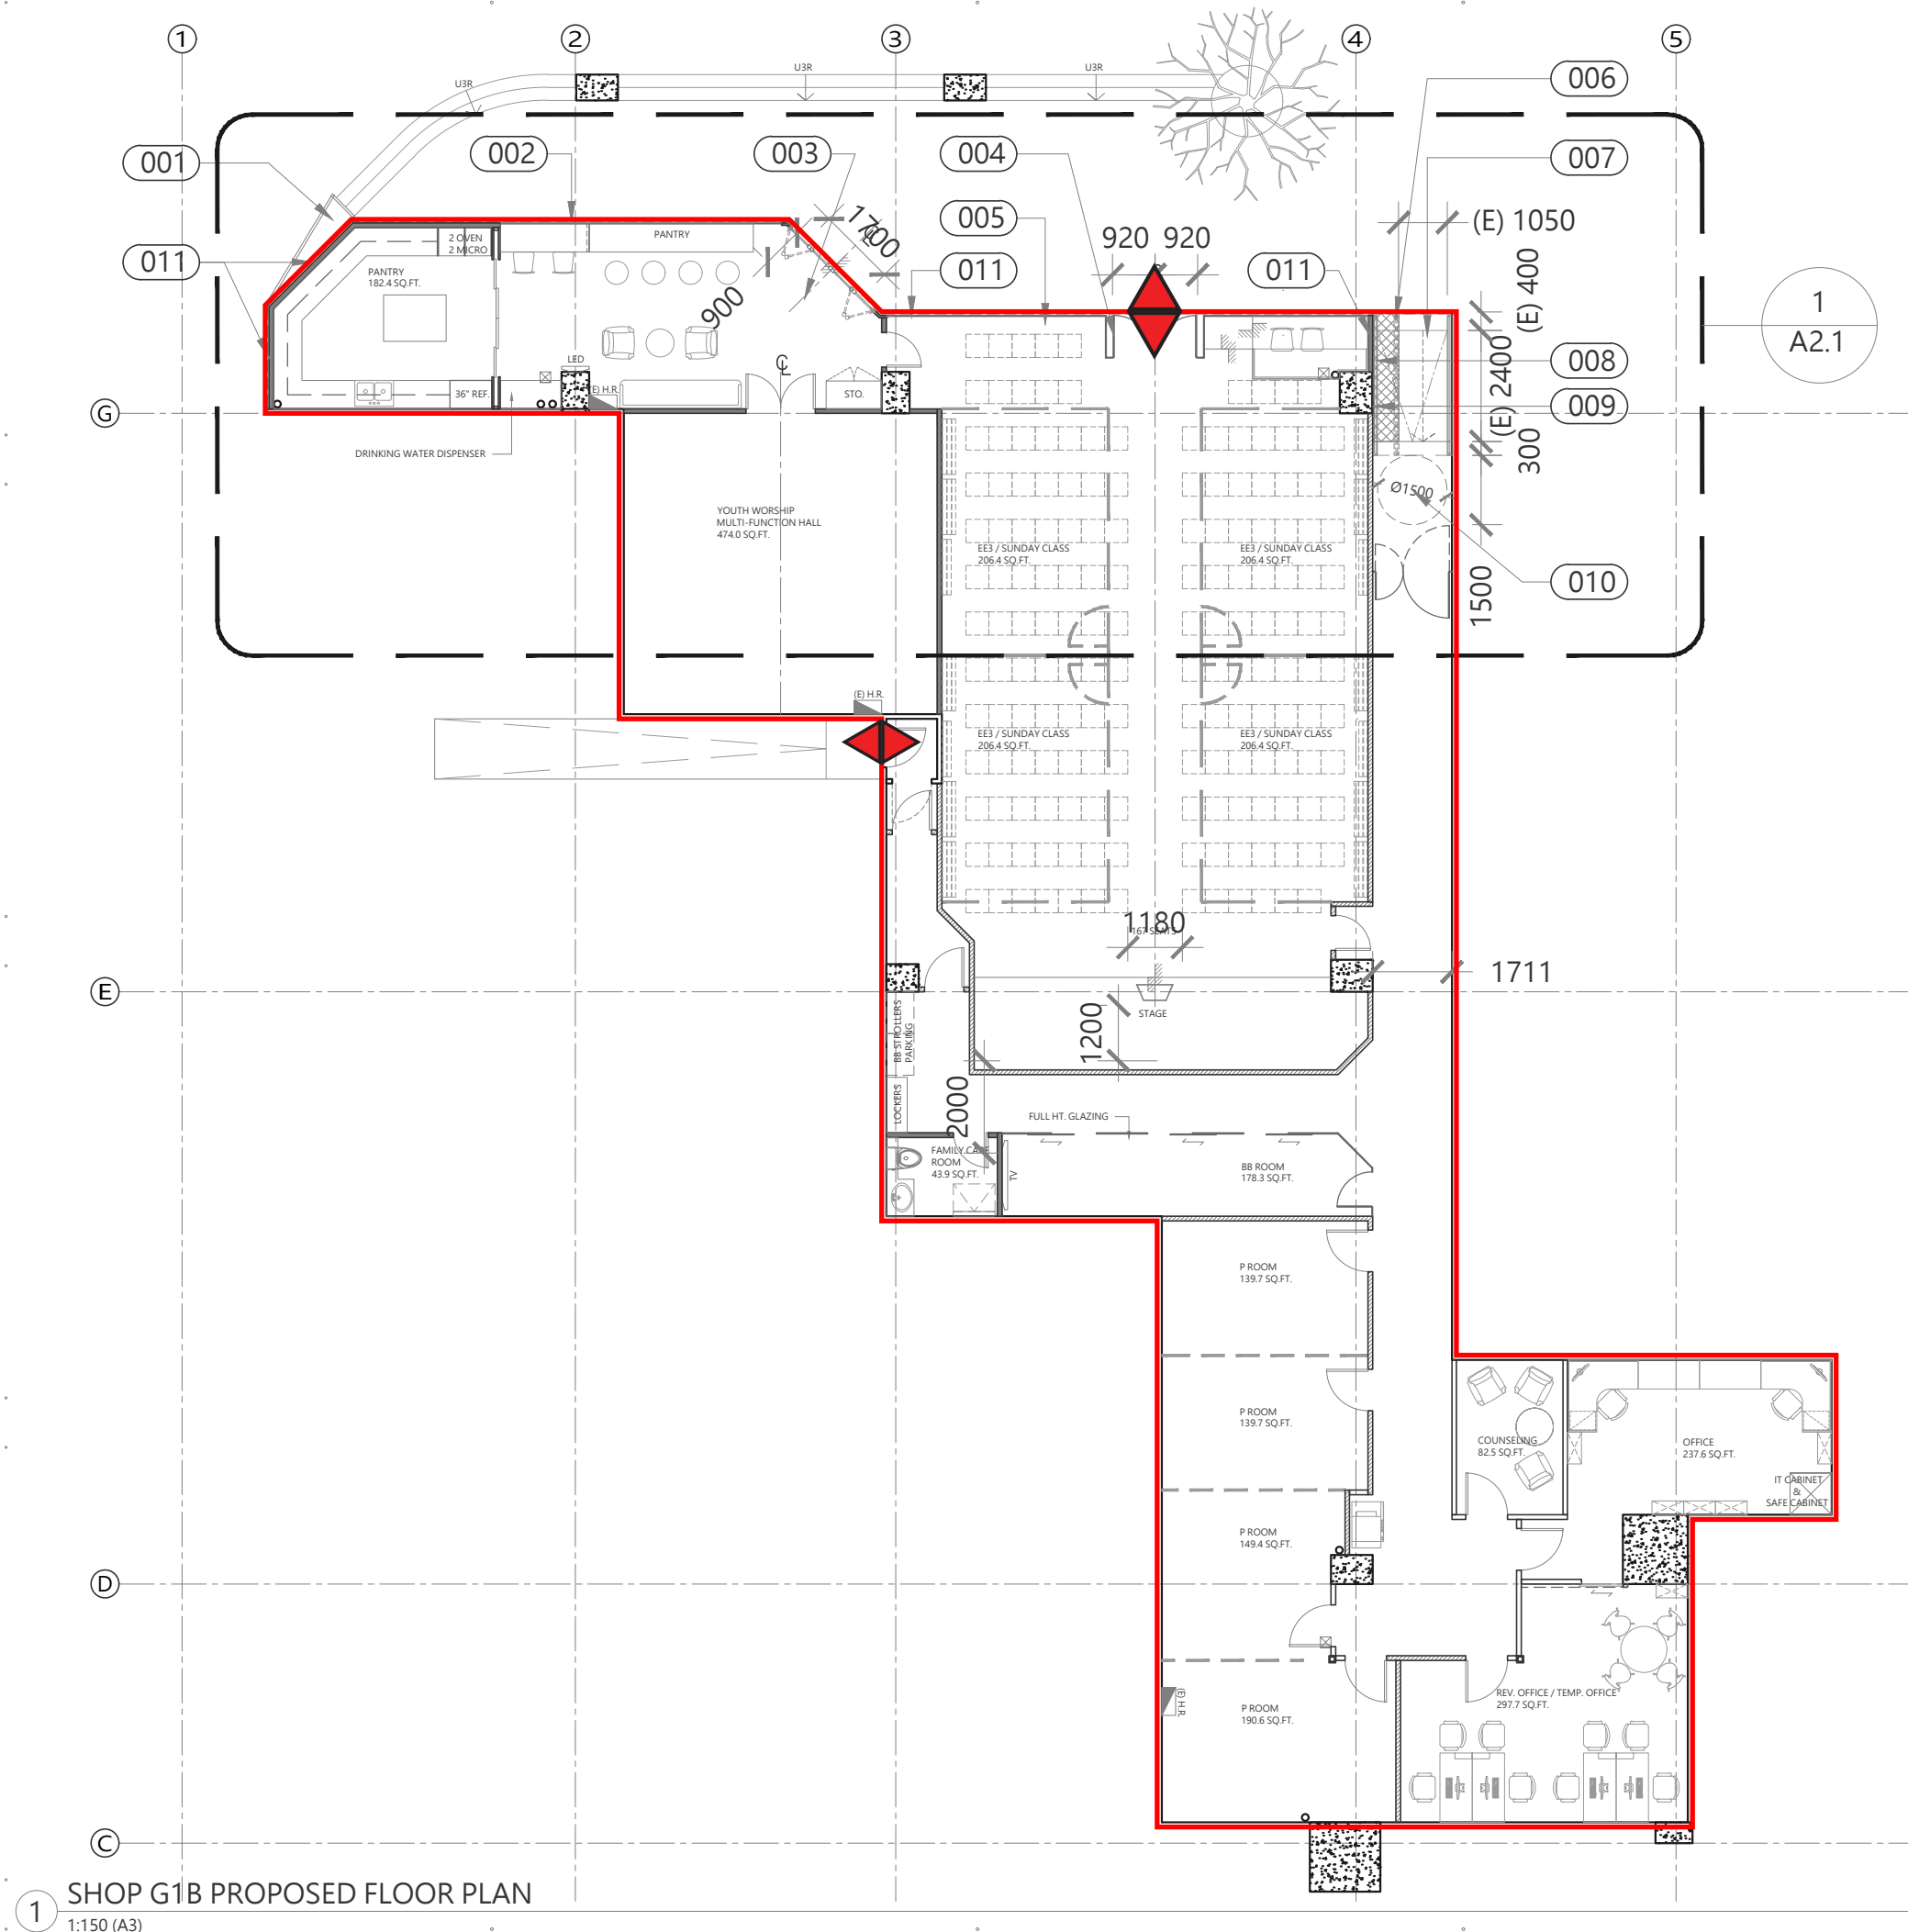 1
2
3
4
5
U3R
U3R
U3R
001
002
003
004
006
007
005
011
011
011
(E) 1050
920
920
1700
℄
(E) 400
2 OVEN
2 MICRO
PANTRY
PANTRY
182.4 SQ.FT.
900
1
A2.1
LED
℄
(E) H.R.
36" REF.
STO.
(E) 2400
008
009
G
DRINKING WATER DISPENSER
300
Ø1500
YOUTH WORSHIP
MULTI-FUNCTION HALL
474.0 SQ.FT.
EE3 / SUNDAY CLASS
206.4 SQ.FT.
EE3 / SUNDAY CLASS
206.4 SQ.FT.
010
1500
(E) H.R.
EE3 / SUNDAY CLASS
206.4 SQ.FT.
EE3 / SUNDAY CLASS
206.4 SQ.FT.
1180
167 SEATS
1711
E
STAGE
1200
BB STROLLERS
PARKING
LOCKERS
2000
FULL HT. GLAZING
FAMILY CARE
ROOM
43.9 SQ.FT.
TV
BB ROOM
178.3 SQ.FT.
P ROOM
139.7 SQ.FT.
P ROOM
139.7 SQ.FT.
COUNSELING
82.5 SQ.FT.
OFFICE
237.6 SQ.FT.
IT CABINET
&
SAFE CABINET
P ROOM
149.4 SQ.FT.
D
(E) H.R.
P ROOM
190.6 SQ.FT.
REV. OFFICE / TEMP. OFFICE
297.7 SQ.FT.
C
1
SHOP G1B PROPOSED FLOOR PLAN
1:150 (A3)